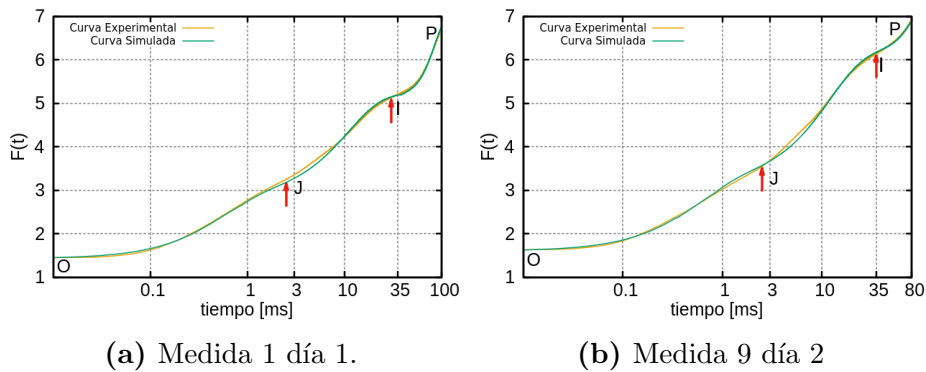 (a)
7
6
5
4
3
2
1
F(t)
Curva Experimental
Curva Simulada
O
J
I
P
0.1 1 3 10 35 100
tiempo [ms]
(a) Medida 1 día 1.
(b)
7
6
5
4
3
2
1
F(t)
Curva Experimental
Curva Simulada
O
J
I
P
0.1 1 3 10 35 80
tiempo [ms]
(b) Medida 9 día 2